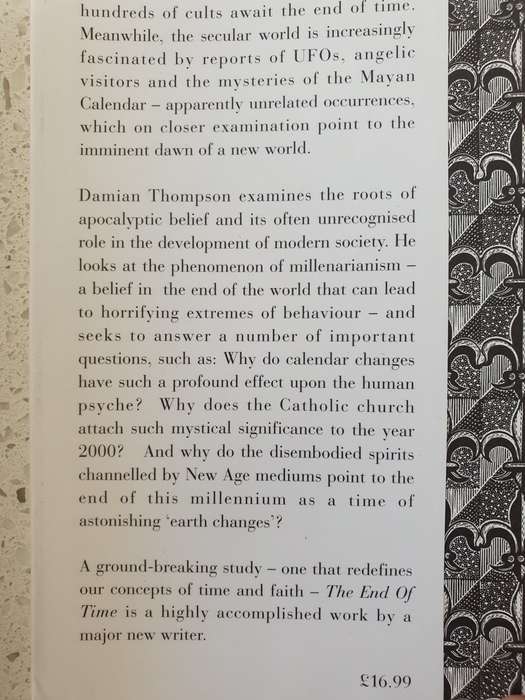 hundreds of cults await the end of time.
Meanwhile, the secular world is increasingly
fascinated by reports of UFOs, angelic
visitors and the mysteries of the Mayan
Calendar – apparently unrelated occurrences,
which on closer examination point to the
imminent dawn of a new world.
Damian Thompson examines the roots of
apocalyptic belief and its often unrecognised
role in the development of modern society. He
looks at the phenomenon of millenarianism –
a belief in the end of the world that can lead
to horrifying extremes of behaviour – and
seeks to answer a number of important
questions, such as: Why do calendar changes
have such a profound effect upon the human
psyche? Why does the Catholic church
attach such mystical significance to the year
2000? And why do the disembodied spirits
channelled by New Age mediums point to the
end of this millennium as a time of
astonishing ‘earth changes’?
A ground-breaking study – one that redefines
our concepts of time and faith – The End Of
Time is a highly accomplished work by a
major new writer.
£16.99